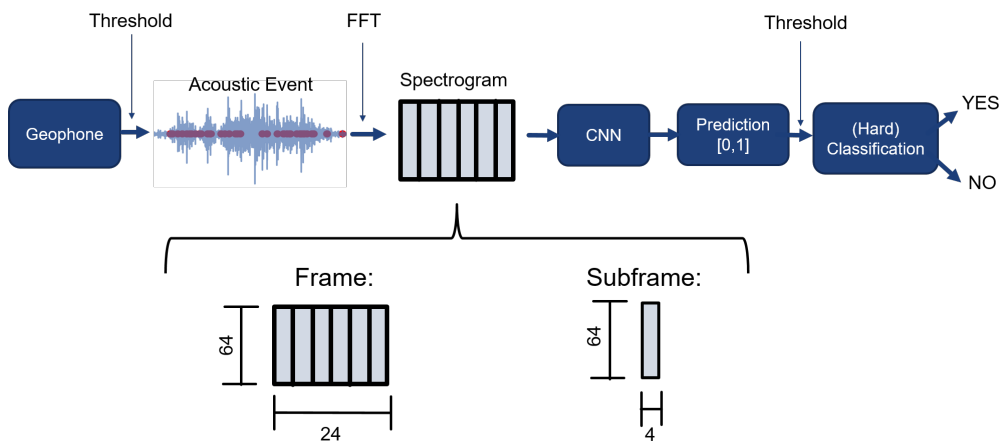 Threshold
FFT
Threshold
Acoustic Event
Spectrogram
Geophone
CNN
Prediction
[0,1]
(Hard)
Classification
YES
NO
Frame:
Subframe:
64
24
64
4